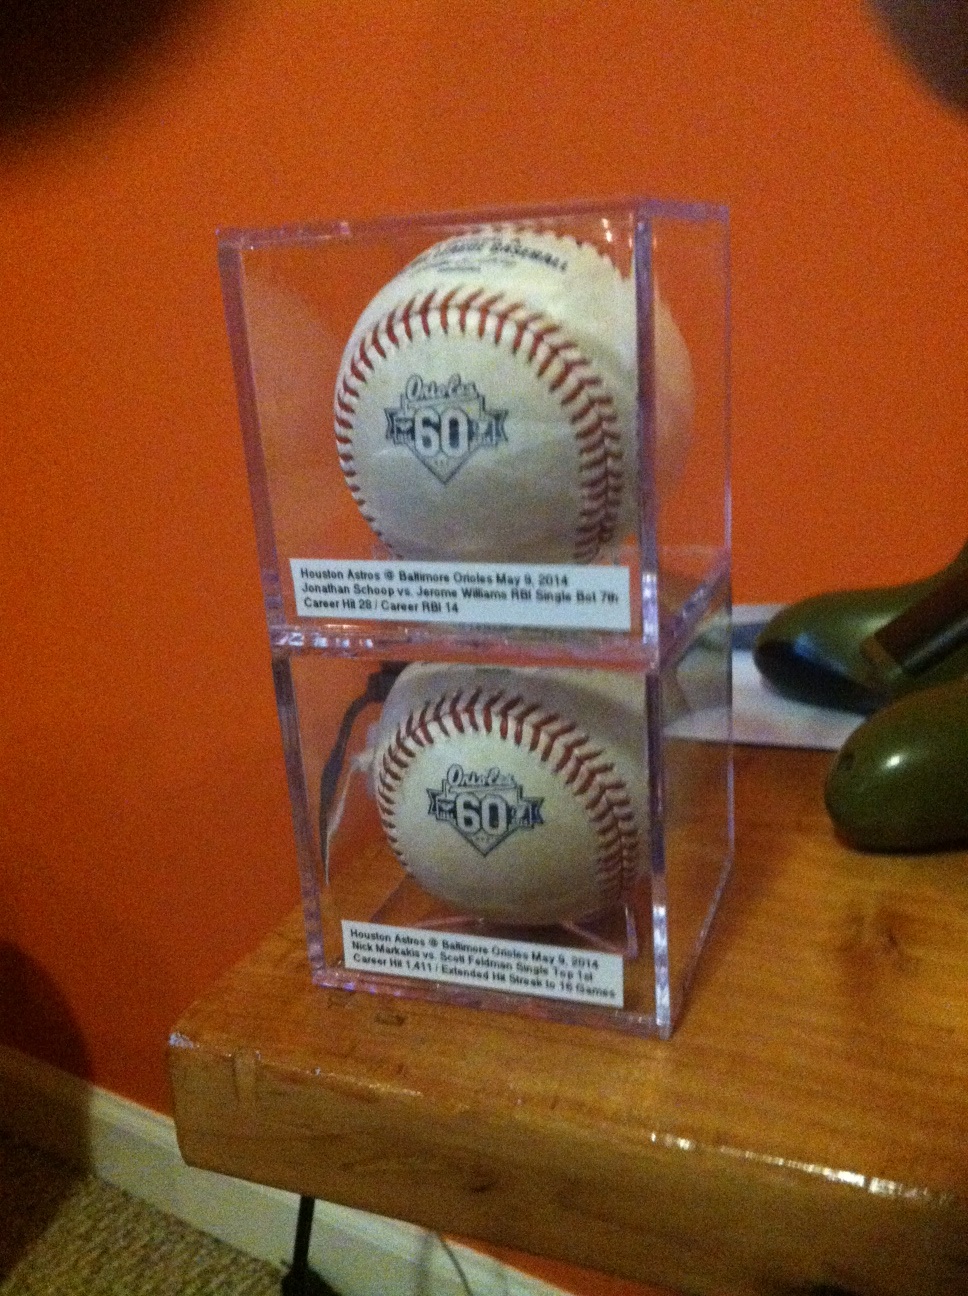 LEAGUE BASEBALL
Orioles
60
Houston Astros @ Baltimore Orioles May 9, 2014
Jonathan Schoop vs. Jerome Williams RBI Single Bot 7th
Career Hit 28 / Career RBI 14
Orioles
60
Houston Astros @ Baltimore Orioles May 9, 2014
Nick Markakis vs. Scott Feldman Single Top 1st
Career Hit 1,411 / Extended Hit Streak to 16 Games